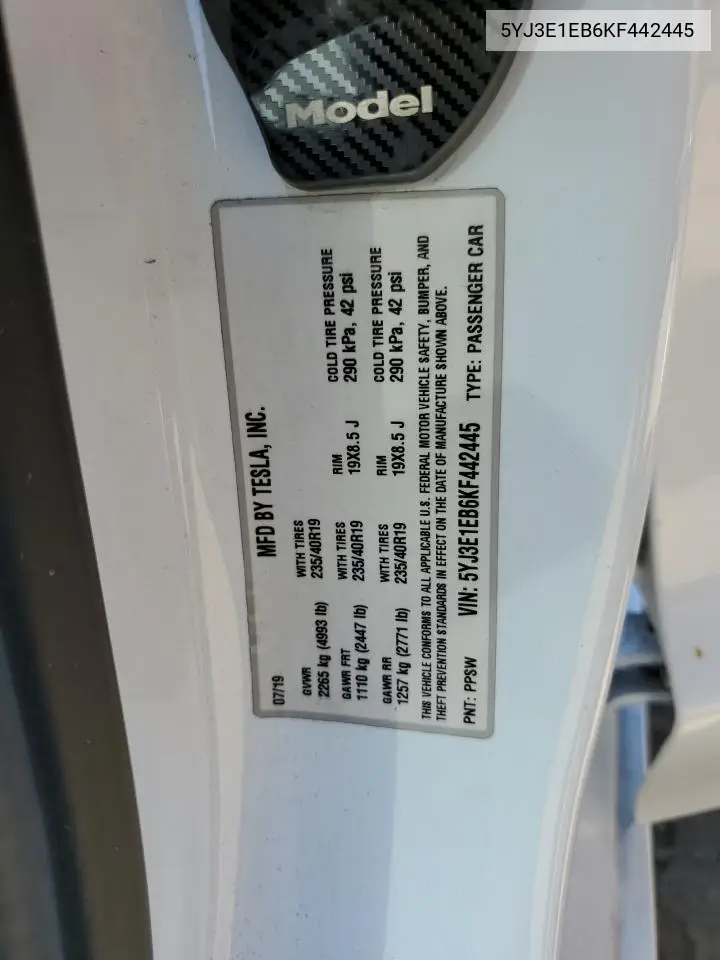 5YJ3E1EB6KF442445
Model
MFD BY TESLA, INC.
07/19
GVWR
2265 kg (4993 lb)
WITH TIRES
235/40R19
GAWR FRT
1110 kg (2447 lb)
WITH TIRES
235/40R19
RIM
19X8.5 J
COLD TIRE PRESSURE
290 kPa, 42 psi
GAWR RR
1257 kg (2771 lb)
WITH TIRES
235/40R19
RIM
19X8.5 J
COLD TIRE PRESSURE
290 kPa, 42 psi
THIS VEHICLE CONFORMS TO ALL APPLICABLE U.S. FEDERAL MOTOR VEHICLE SAFETY, BUMPER, AND
THEFT PREVENTION STANDARDS IN EFFECT ON THE DATE OF MANUFACTURE SHOWN ABOVE.
PNT: PPSW VIN: 5YJ3E1EB6KF442445 TYPE: PASSENGER CAR